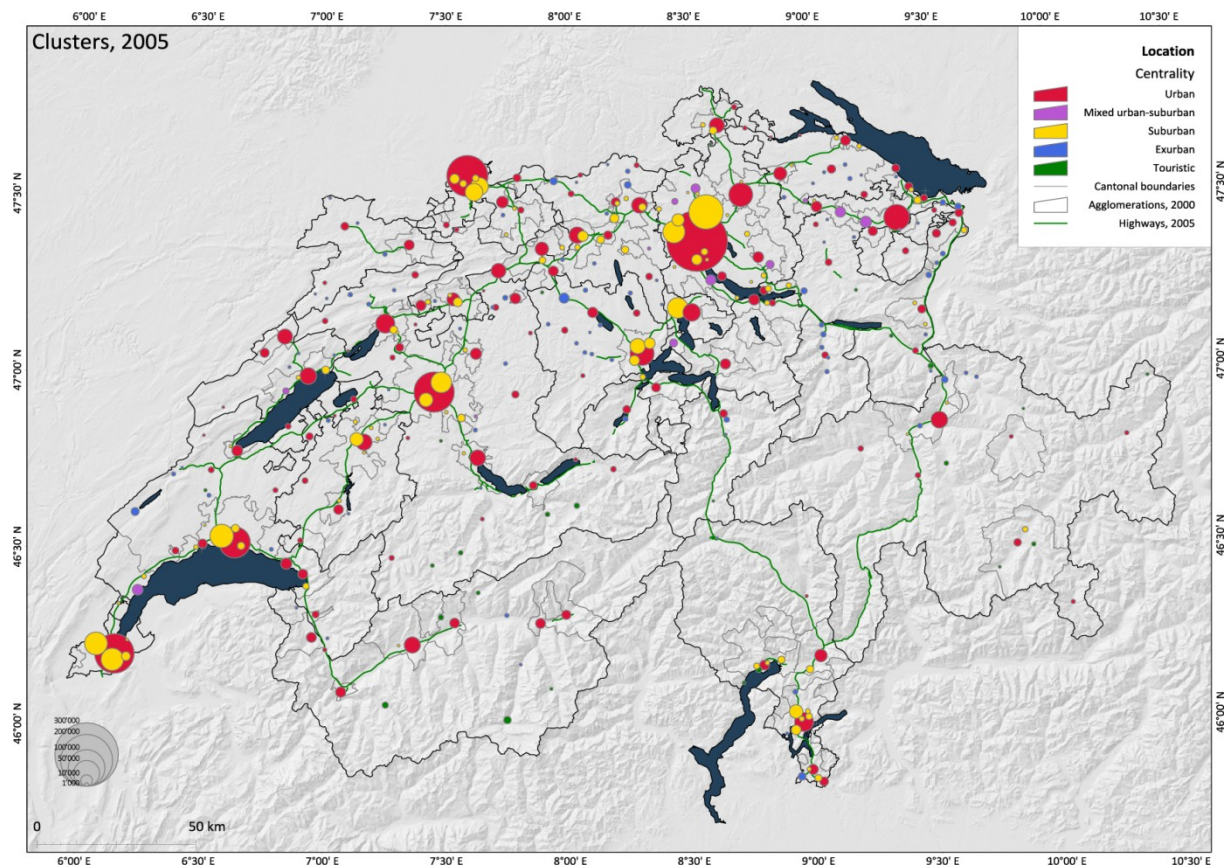 6°00' E 6°30' E 7°00' E 7°30' E 8°00' E 8°30' E 9°00' E 9°30' E 10°00' E 10°30' E
Clusters, 2005
Location
Centrality
Urban
Mixed urban-suburban
Suburban
Exurban
Touristic
Cantonal boundaries
Agglomerations, 2000
Highways, 2005
47°30' N 47°30' N
47°00' N 47°00' N
46°30' N 46°30' N
46°00' N 46°00' N
300'000
200'000
100'000
50'000
10'000
1'000
0 50 km
6°00' E 6°30' E 7°00' E 7°30' E 8°00' E 8°30' E 9°00' E 9°30' E 10°00' E 10°30' E